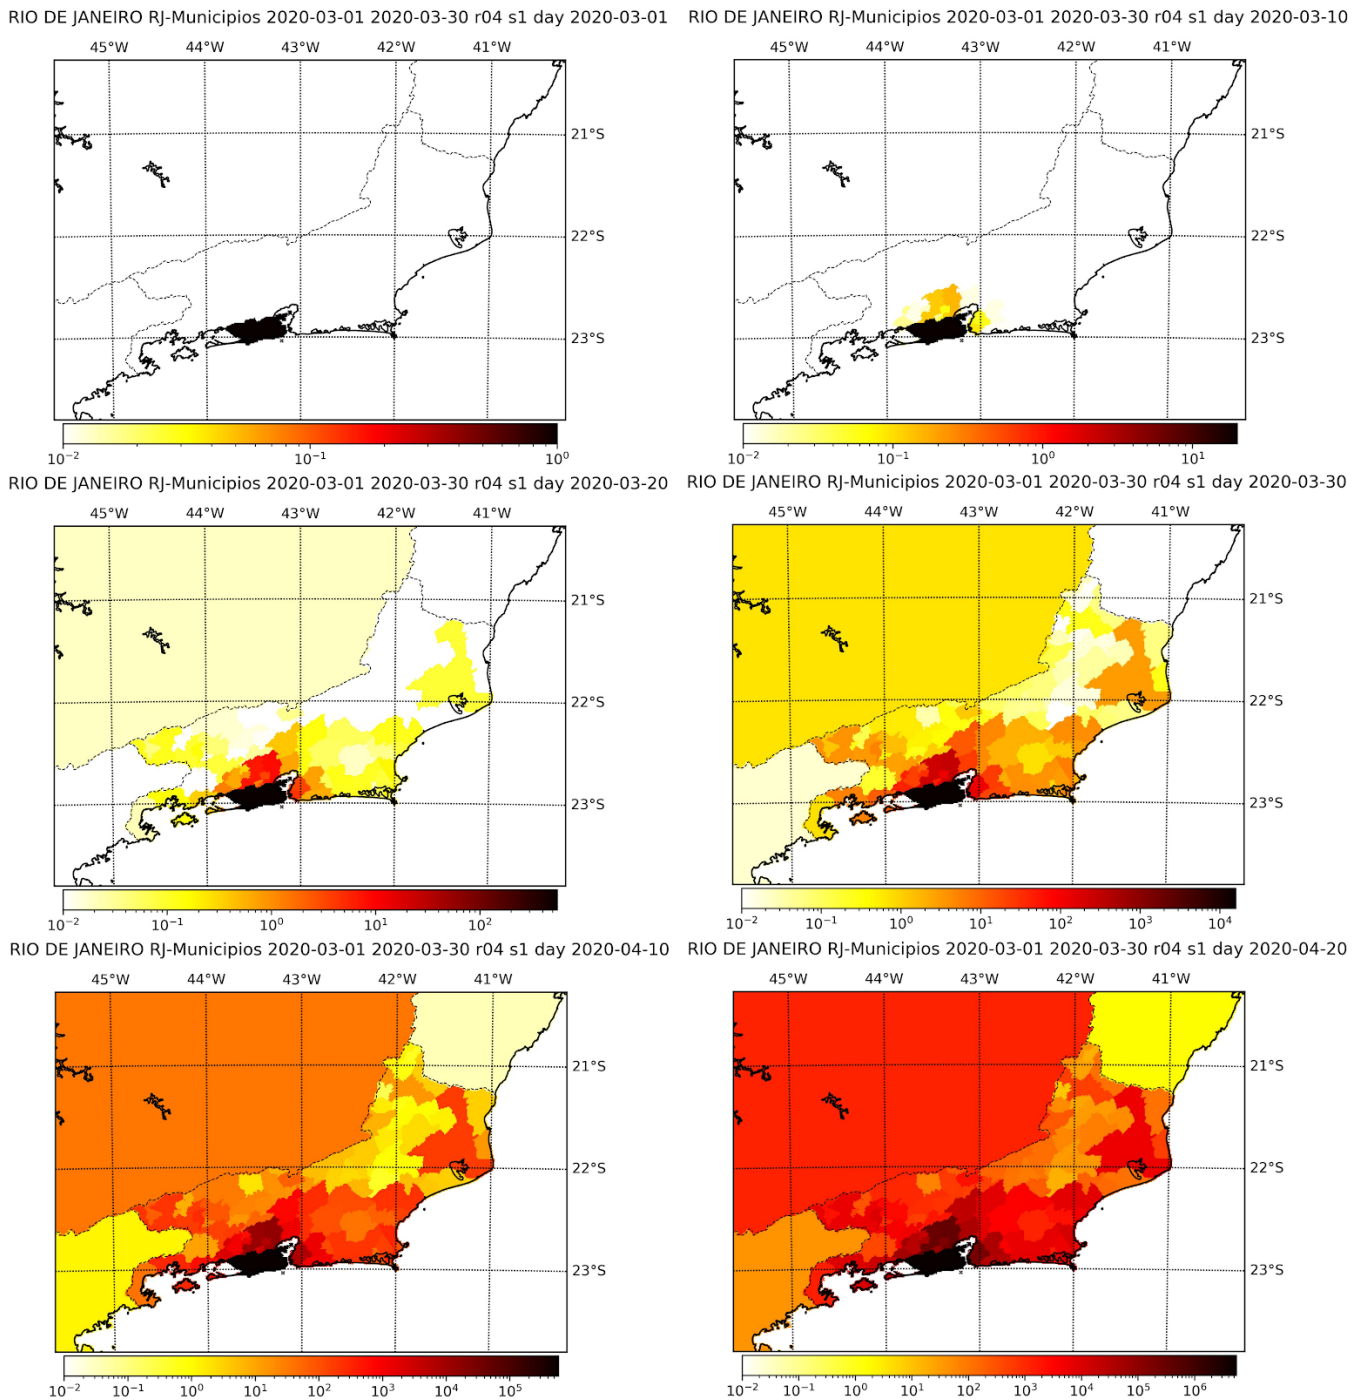 RIO DE JANEIRO RJ-Municipios 2020-03-01 2020-03-30 r04 s1 day 2020-03-01
45°W 44°W 43°W 42°W 41°W
21°S
22°S
23°S
10⁻² 10⁻¹ 10⁰
RIO DE JANEIRO RJ-Municipios 2020-03-01 2020-03-30 r04 s1 day 2020-03-10
45°W 44°W 43°W 42°W 41°W
21°S
22°S
23°S
10⁻² 10⁻¹ 10⁰ 10¹
RIO DE JANEIRO RJ-Municipios 2020-03-01 2020-03-30 r04 s1 day 2020-03-20
45°W 44°W 43°W 42°W 41°W
21°S
22°S
23°S
10⁻² 10⁻¹ 10⁰ 10¹ 10²
RIO DE JANEIRO RJ-Municipios 2020-03-01 2020-03-30 r04 s1 day 2020-03-30
45°W 44°W 43°W 42°W 41°W
21°S
22°S
23°S
10⁻² 10⁻¹ 10⁰ 10¹ 10² 10³ 10⁴
RIO DE JANEIRO RJ-Municipios 2020-03-01 2020-03-30 r04 s1 day 2020-04-10
45°W 44°W 43°W 42°W 41°W
21°S
22°S
23°S
10⁻² 10⁻¹ 10⁰ 10¹ 10² 10³ 10⁴ 10⁵
RIO DE JANEIRO RJ-Municipios 2020-03-01 2020-03-30 r04 s1 day 2020-04-20
45°W 44°W 43°W 42°W 41°W
21°S
22°S
23°S
10⁻² 10⁻¹ 10⁰ 10¹ 10² 10³ 10⁴ 10⁵ 10⁶